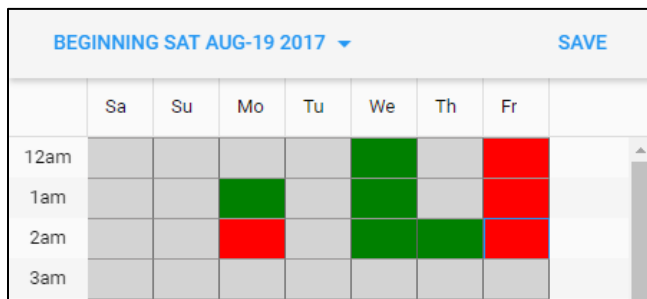 BEGINNING SAT AUG-19 2017 SAVE
Sa Su Mo Tu We Th Fr
12am
1am
2am
3am